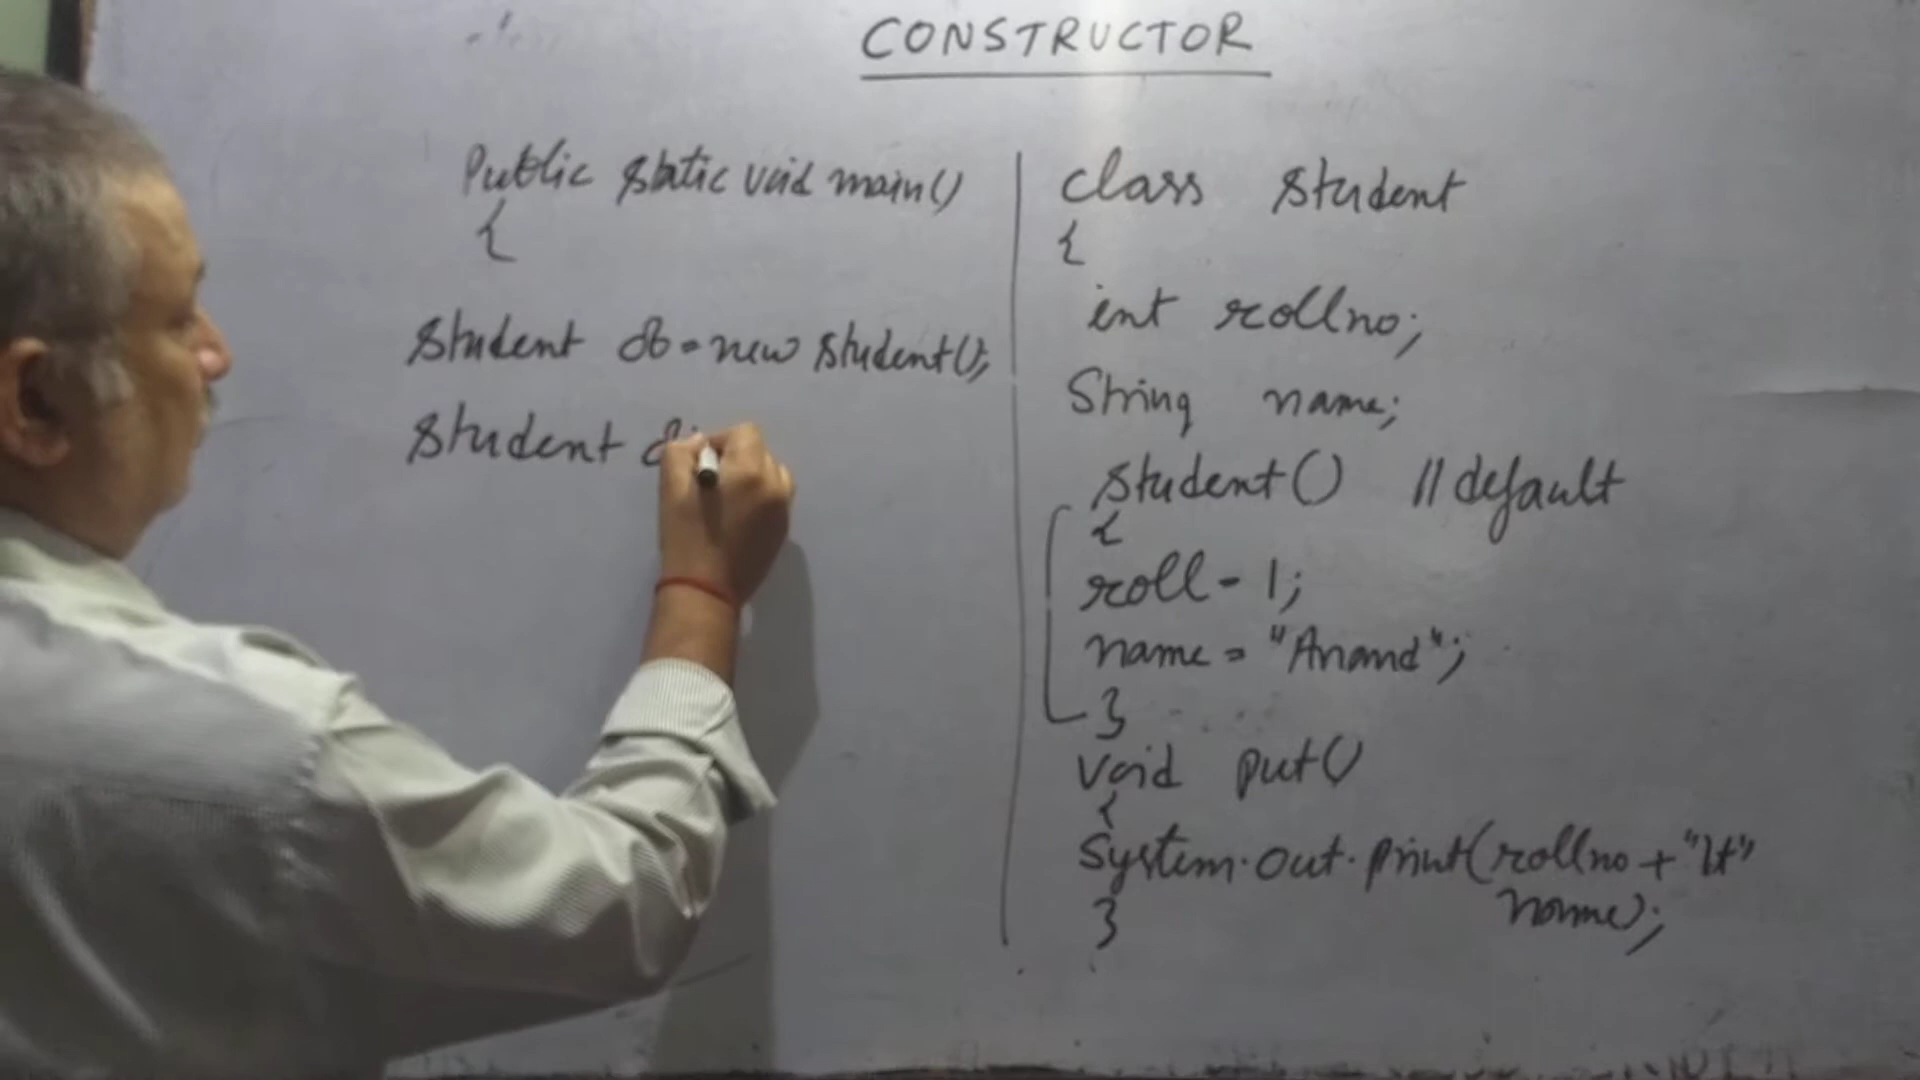 CONSTRUCTOR
Public static void main()
{
Student ob = new Student();
Student
class Student
{
int rollno;
String name;
Student() // default
{
roll = 1;
name = "Anand";
}
void put()
{
System.out.print(rollno + "\t"
name);
}